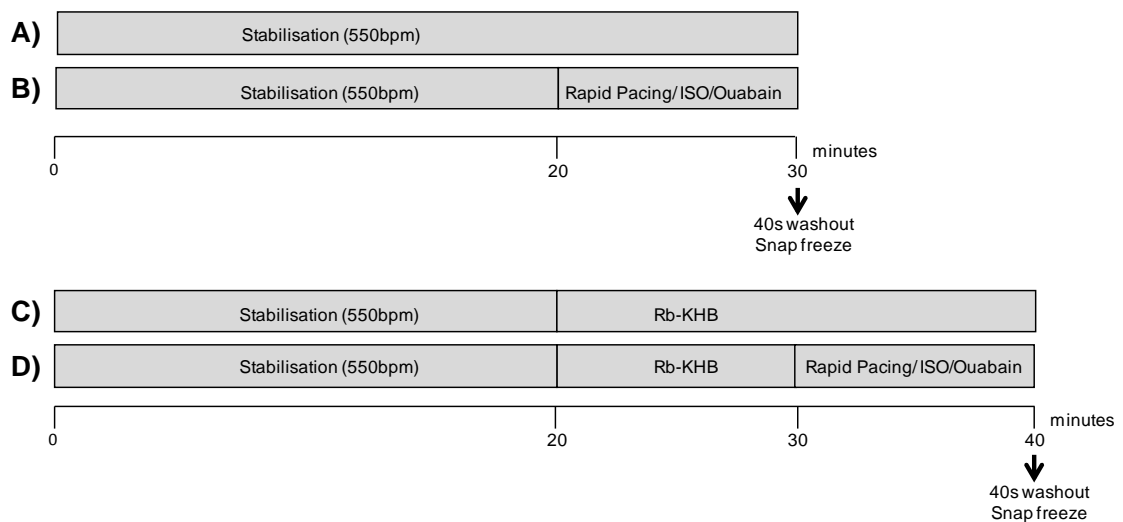 A) Stabilisation (550bpm)
B) Stabilisation (550bpm) Rapid Pacing/ISO/Ouabain
0 20 30 minutes
40s washout
Snap freeze
C) Stabilisation (550bpm) Rb-KHB
D) Stabilisation (550bpm) Rb-KHB Rapid Pacing/ISO/Ouabain
0 20 30 40 minutes
40s washout
Snap freeze